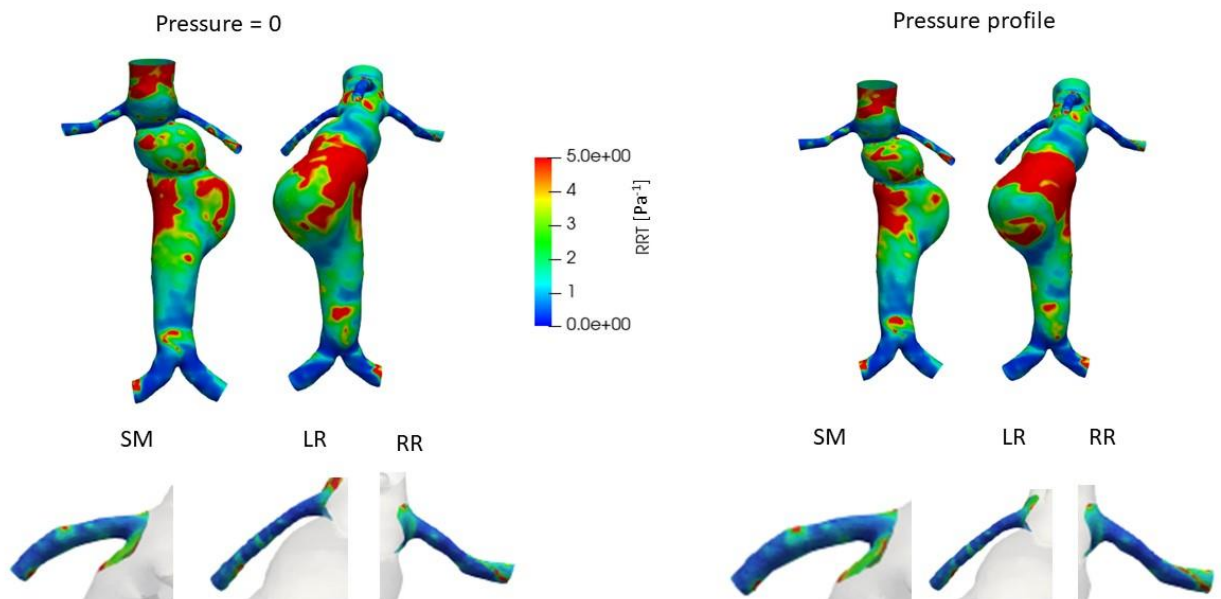 Pressure = 0
Pressure profile
5.0e+00
4
3
2
1
0.0e+00
RRT [Pa⁻¹]
SM
LR
RR
SM
LR
RR